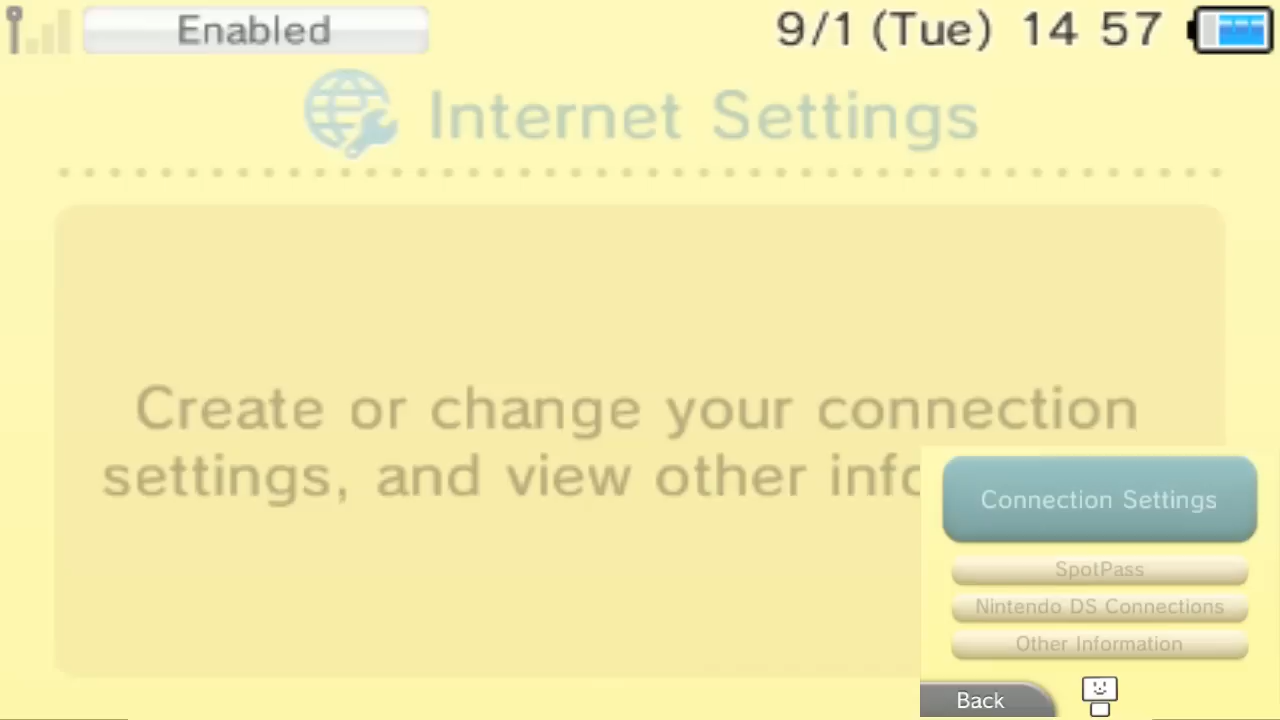 Enabled 9/1 (Tue) 14 57
Internet Settings
Create or change your connection
settings, and view other info
Connection Settings
SpotPass
Nintendo DS Connections
Other Information
Back